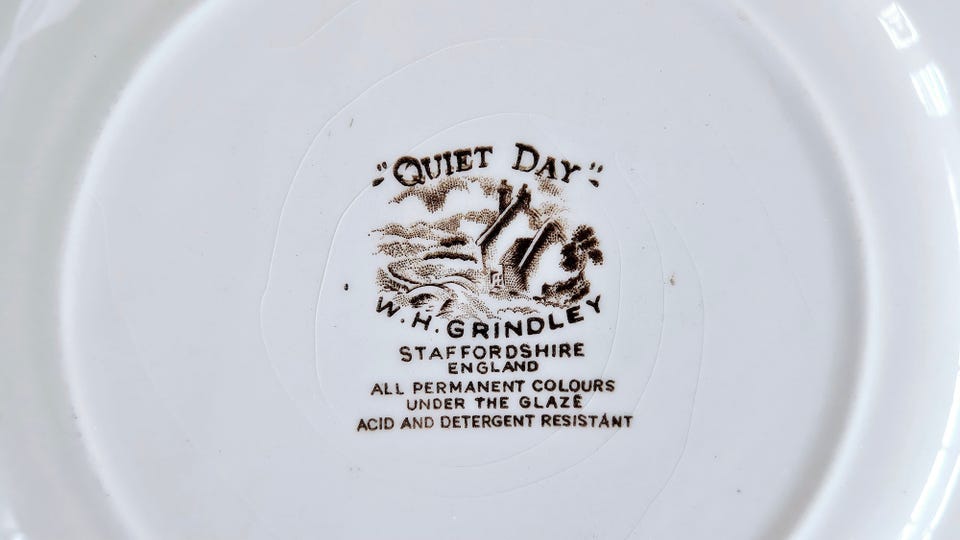 "QUIET DAY"
W.H. GRINDLEY
STAFFORDSHIRE
ENGLAND
ALL PERMANENT COLOURS
UNDER THE GLAZE
ACID AND DETERGENT RESISTANT